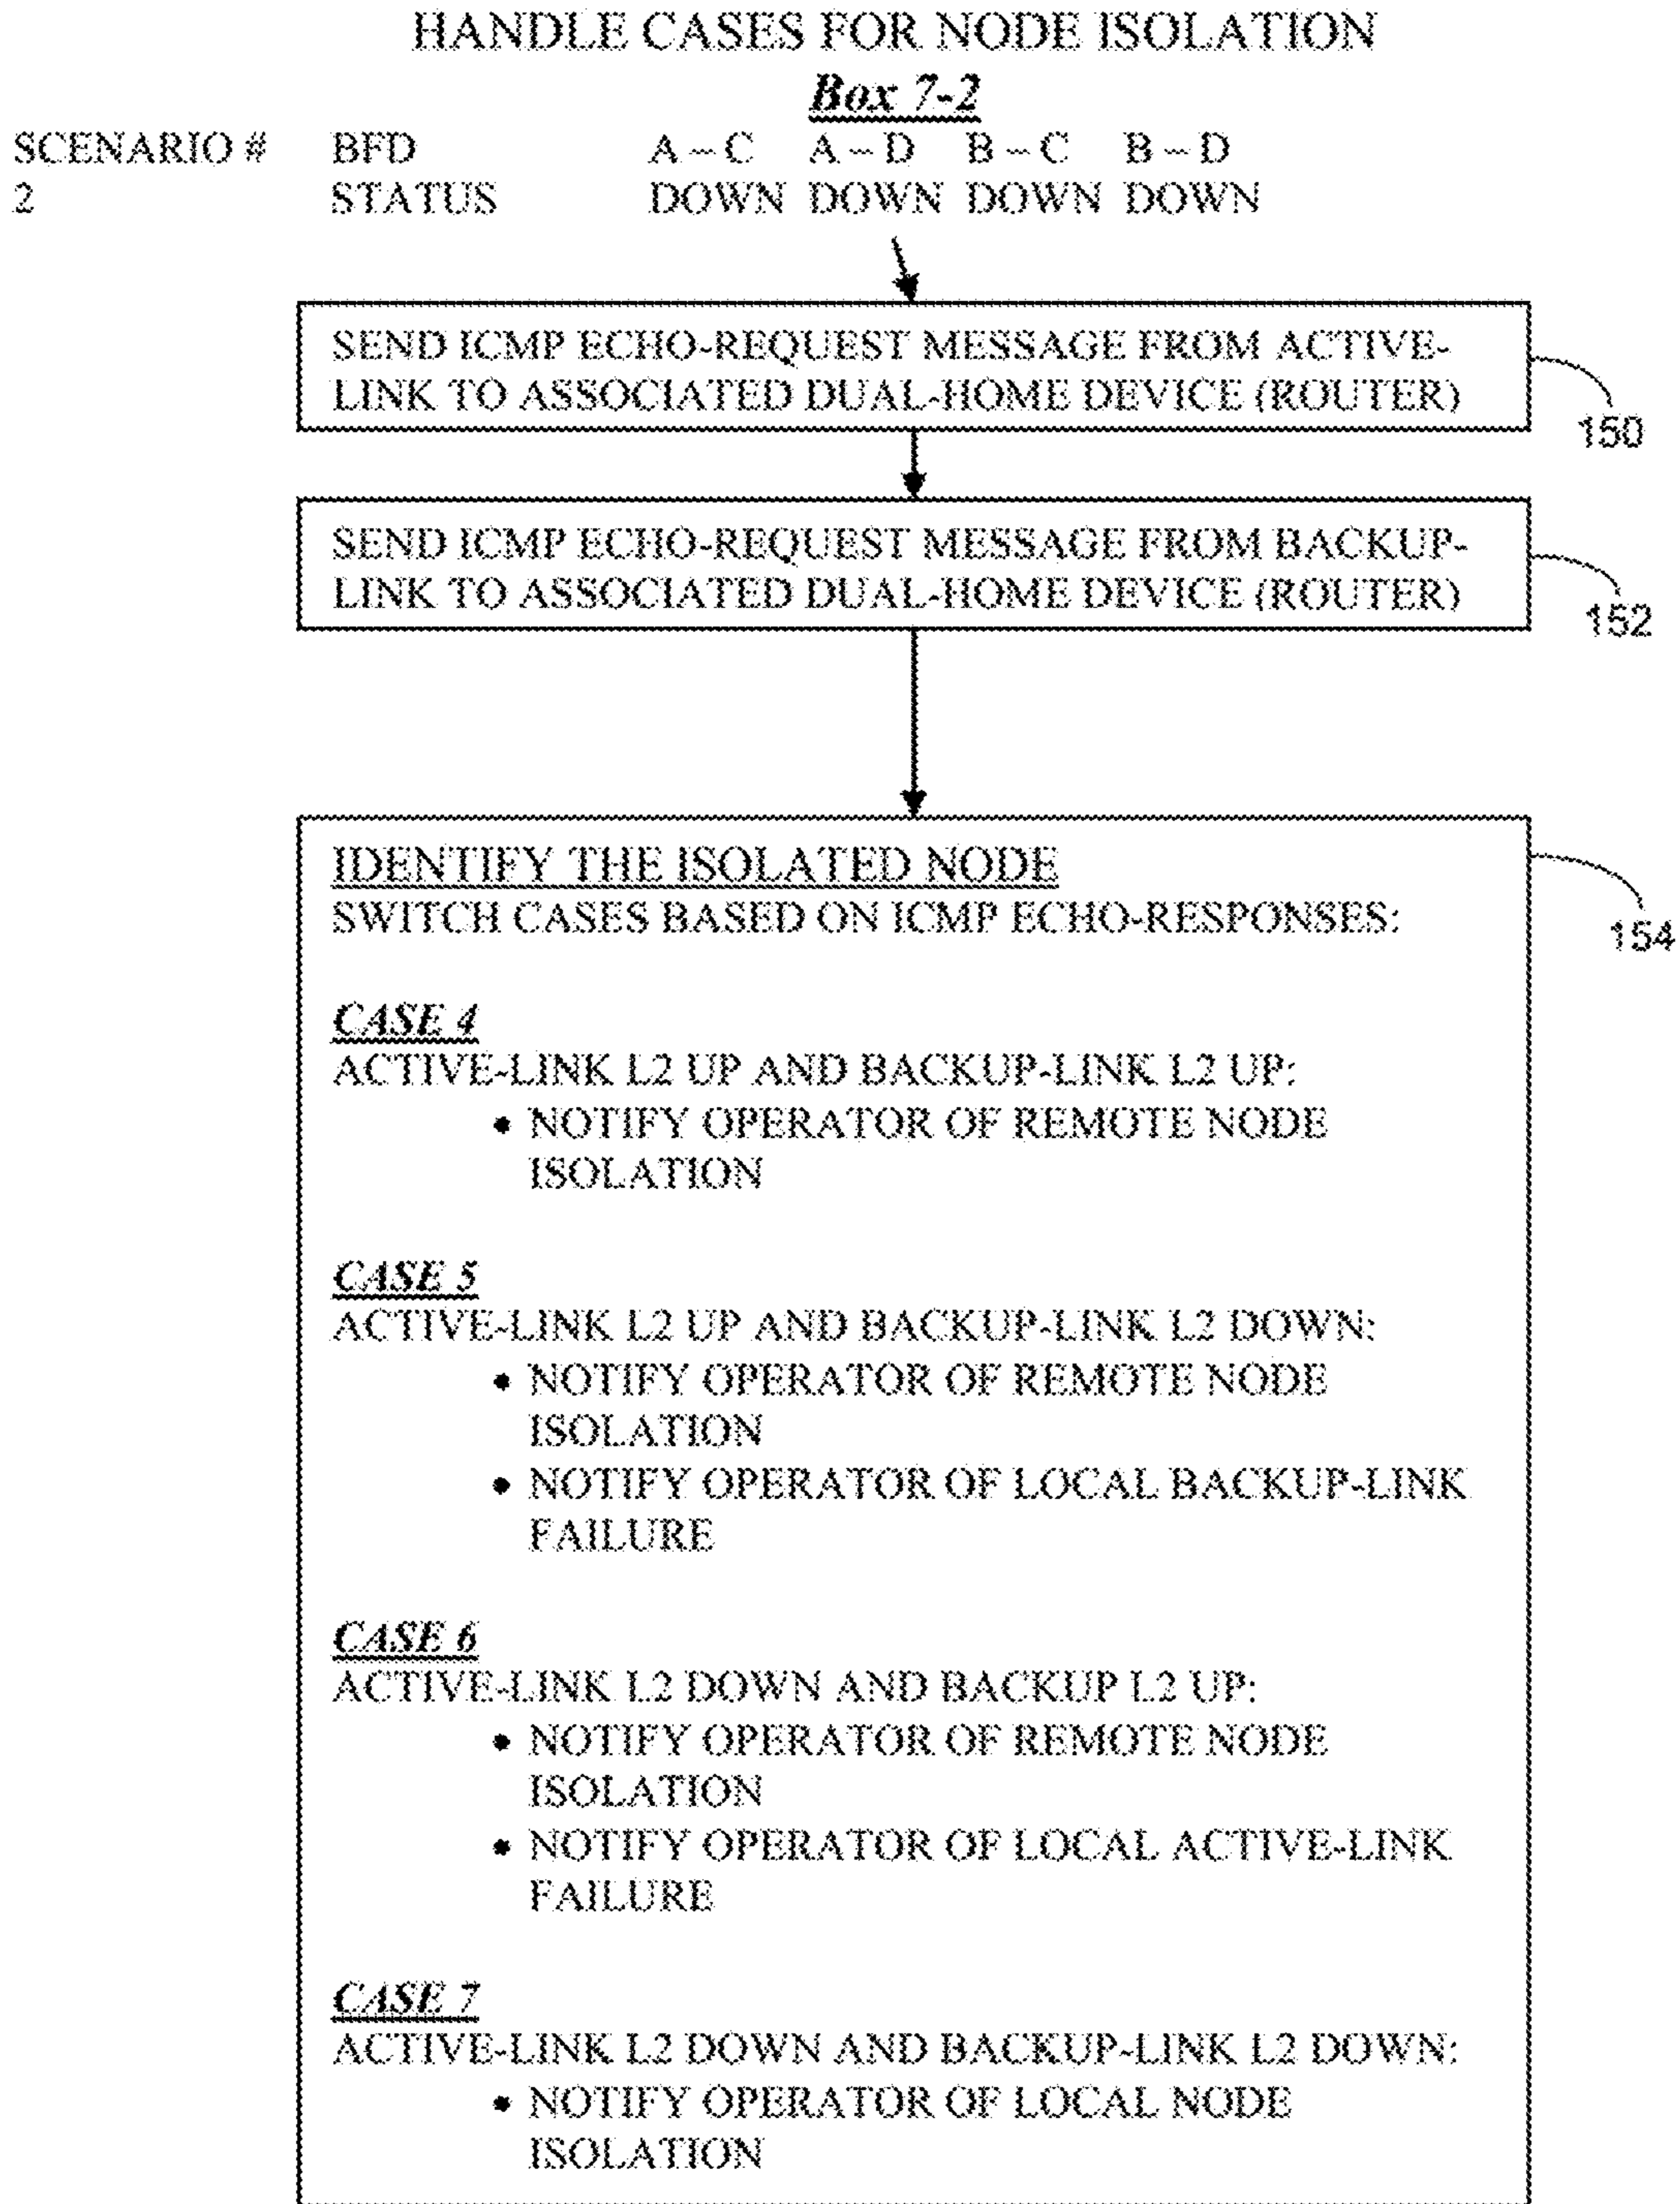 HANDLE CASES FOR NODE ISOLATION
Box 7-2
SCENARIO # BFD A – C A – D B – C B – D
2 STATUS DOWN DOWN DOWN DOWN
SEND ICMP ECHO-REQUEST MESSAGE FROM ACTIVE-
LINK TO ASSOCIATED DUAL-HOME DEVICE (ROUTER)
150
SEND ICMP ECHO-REQUEST MESSAGE FROM BACKUP-
LINK TO ASSOCIATED DUAL-HOME DEVICE (ROUTER)
152
IDENTIFY THE ISOLATED NODE
SWITCH CASES BASED ON ICMP ECHO-RESPONSES:
154
CASE 4
ACTIVE-LINK L2 UP AND BACKUP-LINK L2 UP:
• NOTIFY OPERATOR OF REMOTE NODE
ISOLATION
CASE 5
ACTIVE-LINK L2 UP AND BACKUP-LINK L2 DOWN:
• NOTIFY OPERATOR OF REMOTE NODE
ISOLATION
• NOTIFY OPERATOR OF LOCAL BACKUP-LINK
FAILURE
CASE 6
ACTIVE-LINK L2 DOWN AND BACKUP L2 UP:
• NOTIFY OPERATOR OF REMOTE NODE
ISOLATION
• NOTIFY OPERATOR OF LOCAL ACTIVE-LINK
FAILURE
CASE 7
ACTIVE-LINK L2 DOWN AND BACKUP-LINK L2 DOWN:
• NOTIFY OPERATOR OF LOCAL NODE
ISOLATION